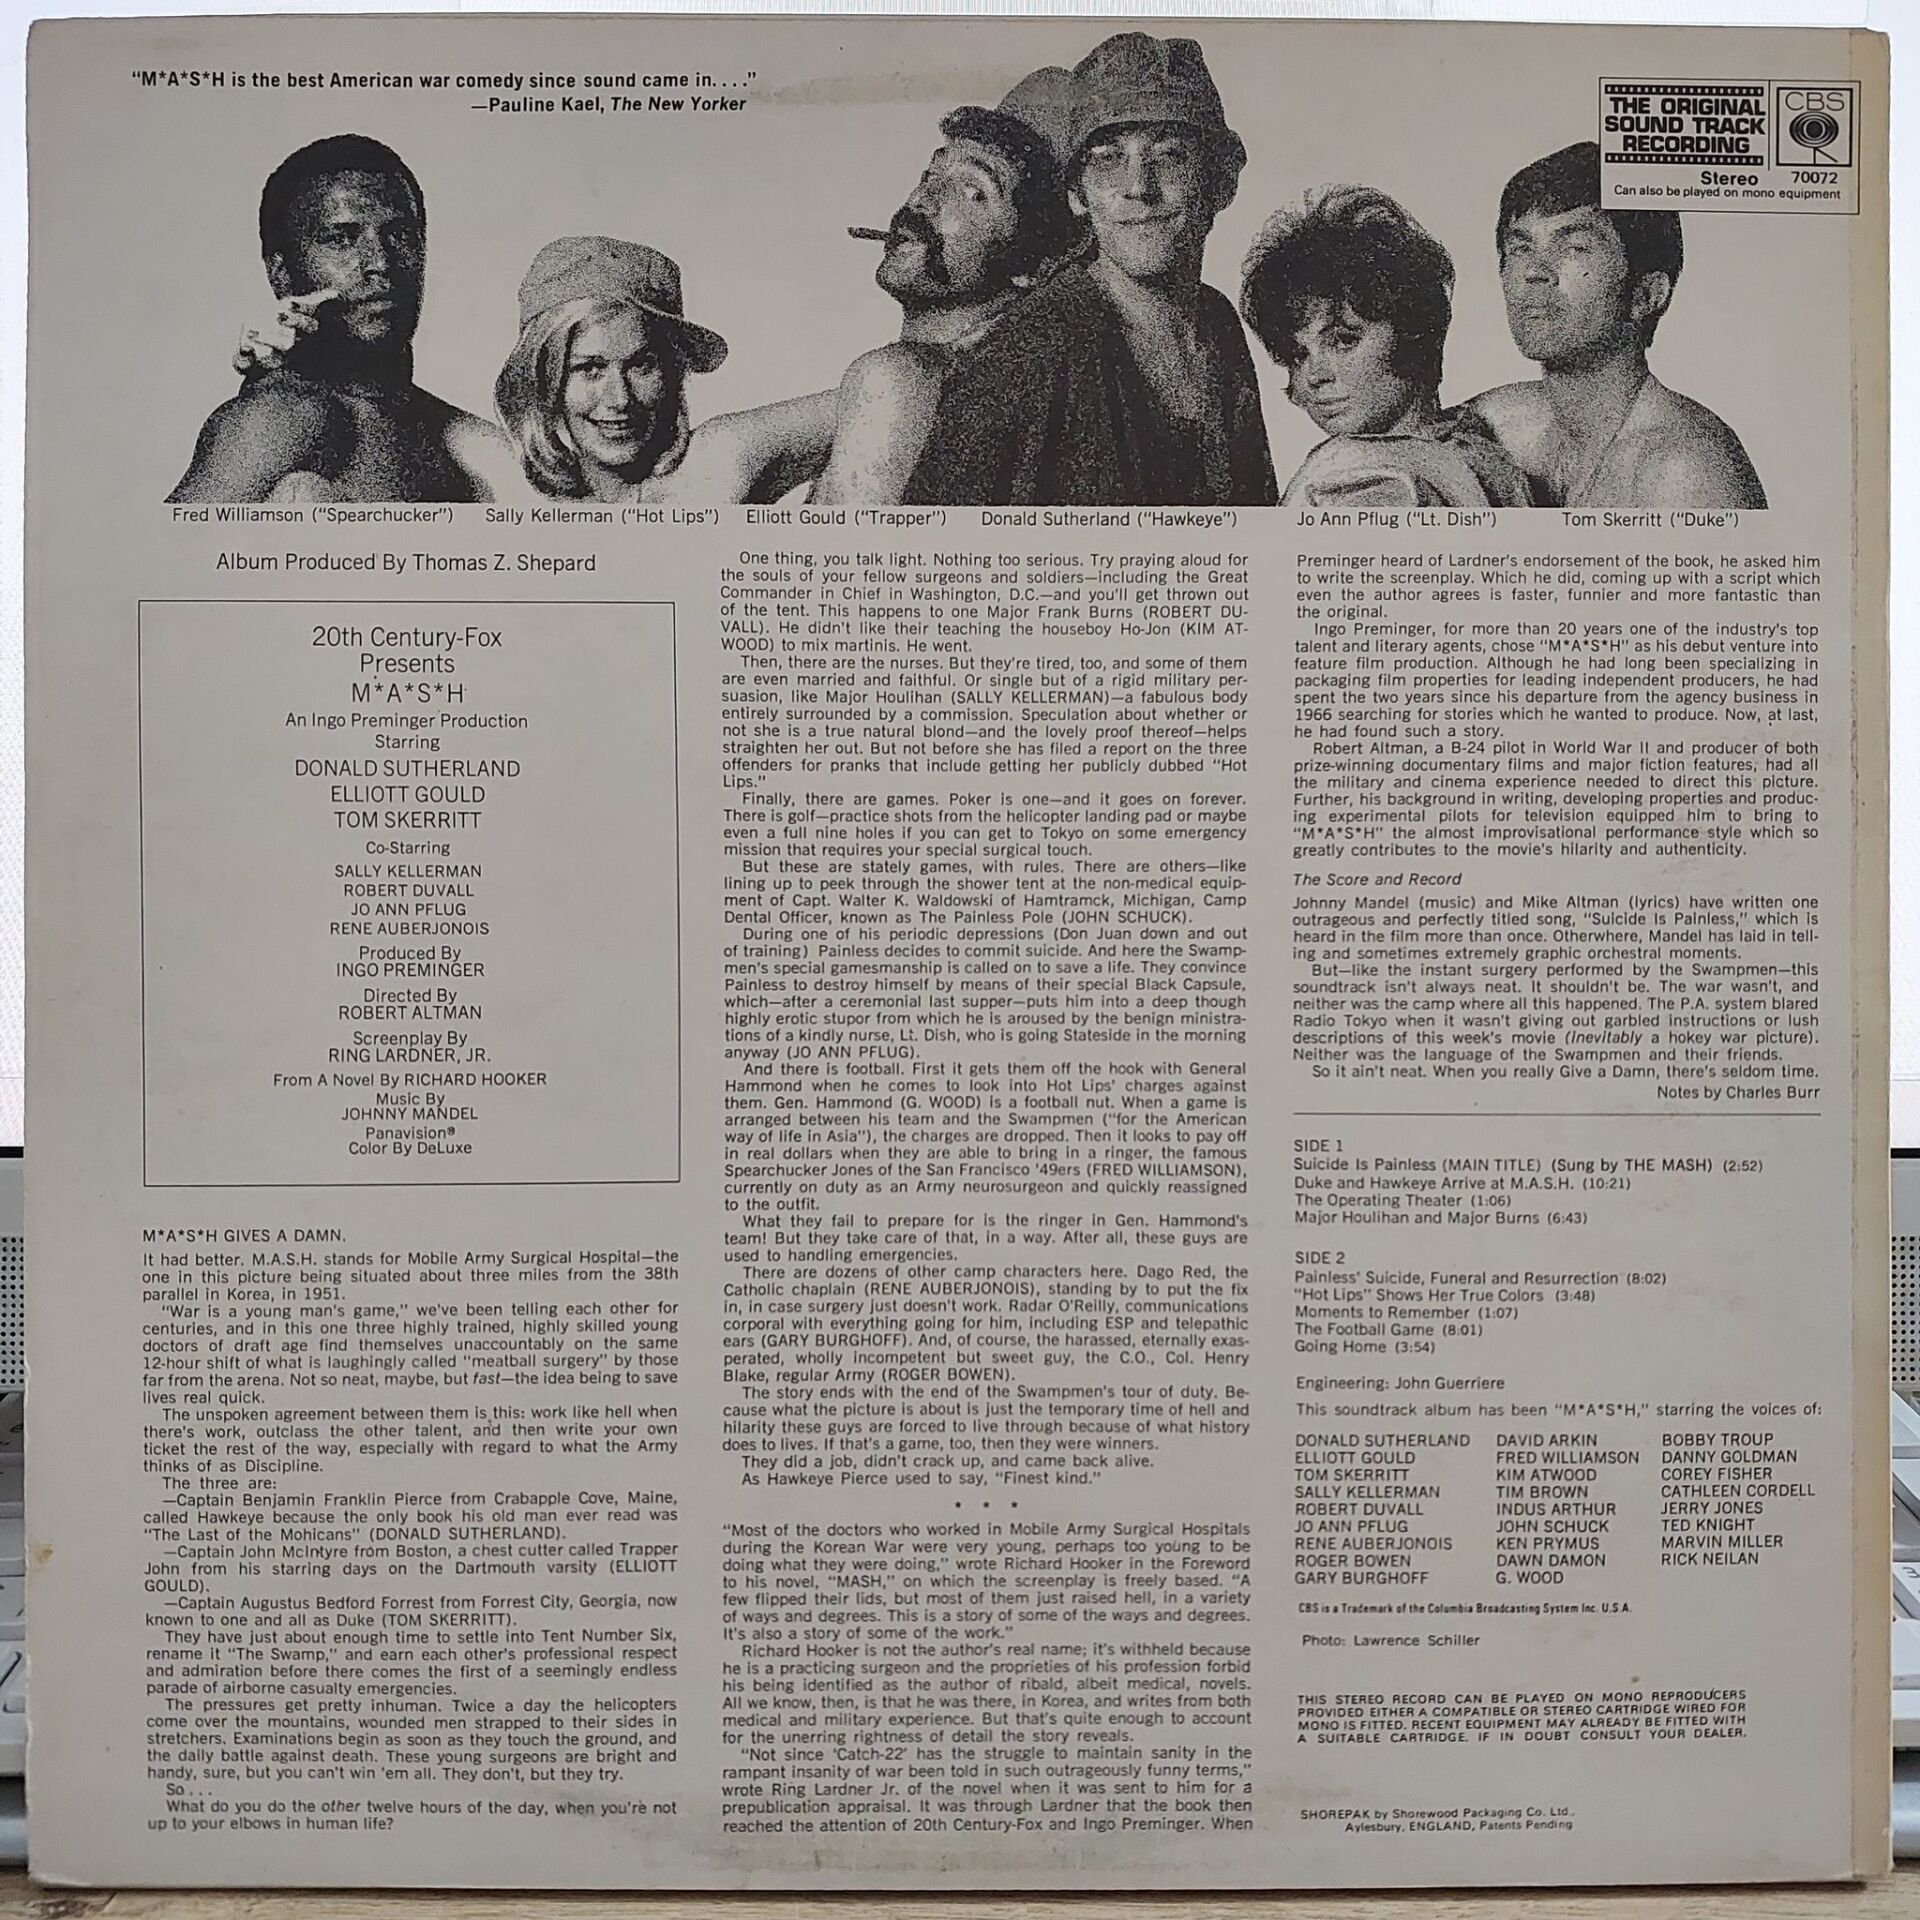 "M*A*S*H is the best American war comedy since sound came in. . . ."
—Pauline Kael, The New Yorker
THE ORIGINAL
SOUND TRACK
RECORDING
CBS
Stereo 70072
Can also be played on mono equipment
Fred Williamson ("Spearchucker")
Sally Kellerman ("Hot Lips")
Elliott Gould ("Trapper")
Donald Sutherland ("Hawkeye")
Jo Ann Pflug ("Lt. Dish")
Tom Skerritt ("Duke")
Album Produced By Thomas Z. Shepard
20th Century-Fox
Presents
M*A*S*H
An Ingo Preminger Production
Starring
DONALD SUTHERLAND
ELLIOTT GOULD
TOM SKERRITT
Co-Starring
SALLY KELLERMAN
ROBERT DUVALL
JO ANN PFLUG
RENE AUBERJONOIS
Produced By
INGO PREMINGER
Directed By
ROBERT ALTMAN
Screenplay By
RING LARDNER, JR.
From A Novel By RICHARD HOOKER
Music By
JOHNNY MANDEL
Panavision®
Color By DeLuxe
M*A*S*H GIVES A DAMN.
It had better. M.A.S.H. stands for Mobile Army Surgical Hospital—the
one in this picture being situated about three miles from the 38th
parallel in Korea, in 1951.
"War is a young man's game," we've been telling each other for
centuries, and in this one three highly trained, highly skilled young
doctors of draft age find themselves unaccountably on the same
12-hour shift of what is laughingly called "meatball surgery" by those
far from the arena. Not so neat, maybe, but fast—the idea being to save
lives real quick.
The unspoken agreement between them is this: work like hell when
there's work, outclass the other talent, and then write your own
ticket the rest of the way, especially with regard to what the Army
thinks of as Discipline.
The three are:
—Captain Benjamin Franklin Pierce from Crabapple Cove, Maine,
called Hawkeye because the only book his old man ever read was
"The Last of the Mohicans" (DONALD SUTHERLAND).
—Captain John McIntyre from Boston, a chest cutter called Trapper
John from his starring days on the Dartmouth varsity (ELLIOTT
GOULD).
—Captain Augustus Bedford Forrest from Forrest City, Georgia, now
known to one and all as Duke (TOM SKERRITT).
They have just about enough time to settle into Tent Number Six,
rename it "The Swamp," and earn each other's professional respect
and admiration before there comes the first of a seemingly endless
parade of airborne casualty emergencies.
The pressures get pretty inhuman. Twice a day the helicopters
come over the mountains, wounded men strapped to their sides in
stretchers. Examinations begin as soon as they touch the ground, and
the daily battle against death. These young surgeons are bright and
handy, sure, but you can't win 'em all. They don't, but they try.
So . . .
What do you do the other twelve hours of the day, when you're not
up to your elbows in human life?
One thing, you talk light. Nothing too serious. Try praying aloud for
the souls of your fellow surgeons and soldiers—including the Great
Commander in Chief in Washington, D.C.—and you'll get thrown out
of the tent. This happens to one Major Frank Burns (ROBERT DU-
VALL). He didn't like their teaching the houseboy Ho-Jon (KIM AT-
WOOD) to mix martinis. He went.
Then, there are the nurses. But they're tired, too, and some of them
are even married and faithful. Or single but of a rigid military per-
suasion, like Major Houlihan (SALLY KELLERMAN)—a fabulous body
entirely surrounded by a commission. Speculation about whether or
not she is a true natural blond—and the lovely proof thereof—helps
straighten her out. But not before she has filed a report on the three
offenders for pranks that include getting her publicly dubbed "Hot
Lips."
Finally, there are games. Poker is one—and it goes on forever.
There is golf—practice shots from the helicopter landing pad or maybe
even a full nine holes if you can get to Tokyo on some emergency
mission that requires your special surgical touch.
But these are stately games, with rules. There are others—like
lining up to peek through the shower tent at the non-medical equip-
ment of Capt. Walter K. Waldowski of Hamtramck, Michigan, Camp
Dental Officer, known as The Painless Pole (JOHN SCHUCK).
During one of his periodic depressions (Don Juan down and out
of training) Painless decides to commit suicide. And here the Swamp-
men's special gamesmanship is called on to save a life. They convince
Painless to destroy himself by means of their special Black Capsule,
which—after a ceremonial last supper—puts him into a deep though
highly erotic stupor from which he is aroused by the benign ministra-
tions of a kindly nurse, Lt. Dish, who is going Stateside in the morning
anyway (JO ANN PFLUG).
And there is football. First it gets them off the hook with General
Hammond when he comes to look into Hot Lips' charges against
them. Gen. Hammond (G. WOOD) is a football nut. When a game is
arranged between his team and the Swampmen ("for the American
way of life in Asia"), the charges are dropped. Then it looks to pay off
in real dollars when they are able to bring in a ringer, the famous
Spearchucker Jones of the San Francisco '49ers (FRED WILLIAMSON),
currently on duty as an Army neurosurgeon and quickly reassigned
to the outfit.
What they fail to prepare for is the ringer in Gen. Hammond's
team! But they take care of that, in a way. After all, these guys are
used to handling emergencies.
There are dozens of other camp characters here. Dago Red, the
Catholic chaplain (RENE AUBERJONOIS), standing by to put the fix
in, in case surgery just doesn't work. Radar O'Reilly, communications
corporal with everything going for him, including ESP and telepathic
ears (GARY BURGHOFF). And, of course, the harassed, eternally exas-
perated, wholly incompetent but sweet guy, the C.O., Col. Henry
Blake, regular Army (ROGER BOWEN).
The story ends with the end of the Swampmen's tour of duty. Be-
cause what the picture is about is just the temporary time of hell and
hilarity these guys are forced to live through because of what history
does to lives. If that's a game, too, then they were winners.
They did a job, didn't crack up, and came back alive.
As Hawkeye Pierce used to say, "Finest kind."
* * *
"Most of the doctors who worked in Mobile Army Surgical Hospitals
during the Korean War were very young, perhaps too young to be
doing what they were doing," wrote Richard Hooker in the Foreword
to his novel, "MASH," on which the screenplay is freely based. "A
few flipped their lids, but most of them just raised hell, in a variety
of ways and degrees. This is a story of some of the ways and degrees.
It's also a story of some of the work."
Richard Hooker is not the author's real name; it's withheld because
he is a practicing surgeon and the proprieties of his profession forbid
his being identified as the author of ribald, albeit medical, novels.
All we know, then, is that he was there, in Korea, and writes from both
medical and military experience. But that's quite enough to account
for the unerring rightness of detail the story reveals.
"Not since 'Catch-22' has the struggle to maintain sanity in the
rampant insanity of war been told in such outrageously funny terms,"
wrote Ring Lardner Jr. of the novel when it was sent to him for a
prepublication appraisal. It was through Lardner that the book then
reached the attention of 20th Century-Fox and Ingo Preminger. When
Preminger heard of Lardner's endorsement of the book, he asked him
to write the screenplay. Which he did, coming up with a script which
even the author agrees is faster, funnier and more fantastic than
the original.
Ingo Preminger, for more than 20 years one of the industry's top
talent and literary agents, chose "M*A*S*H" as his debut venture into
feature film production. Although he had long been specializing in
packaging film properties for leading independent producers, he had
spent the two years since his departure from the agency business in
1966 searching for stories which he wanted to produce. Now, at last,
he had found such a story.
Robert Altman, a B-24 pilot in World War II and producer of both
prize-winning documentary films and major fiction features, had all
the military and cinema experience needed to direct this picture.
Further, his background in writing, developing properties and produc-
ing experimental pilots for television equipped him to bring to
"M*A*S*H" the almost improvisational performance style which so
greatly contributes to the movie's hilarity and authenticity.
The Score and Record
Johnny Mandel (music) and Mike Altman (lyrics) have written one
outrageous and perfectly titled song, "Suicide Is Painless," which is
heard in the film more than once. Otherwhere, Mandel has laid in tell-
ing and sometimes extremely graphic orchestral moments.
But—like the instant surgery performed by the Swampmen—this
soundtrack isn't always neat. It shouldn't be. The war wasn't, and
neither was the camp where all this happened. The P.A. system blared
Radio Tokyo when it wasn't giving out garbled instructions or lush
descriptions of this week's movie (inevitably a hokey war picture).
Neither was the language of the Swampmen and their friends.
So it ain't neat. When you really Give a Damn, there's seldom time.
Notes by Charles Burr
SIDE 1
Suicide Is Painless (MAIN TITLE) (Sung by THE MASH) (2:52)
Duke and Hawkeye Arrive at M.A.S.H. (10:21)
The Operating Theater (1:06)
Major Houlihan and Major Burns (6:43)
SIDE 2
Painless' Suicide, Funeral and Resurrection (8:02)
"Hot Lips" Shows Her True Colors (3:48)
Moments to Remember (1:07)
The Football Game (8:01)
Going Home (3:54)
Engineering: John Guerriere
This soundtrack album has been "M*A*S*H," starring the voices of:
DONALD SUTHERLAND DAVID ARKIN BOBBY TROUP
ELLIOTT GOULD FRED WILLIAMSON DANNY GOLDMAN
TOM SKERRITT KIM ATWOOD COREY FISHER
SALLY KELLERMAN TIM BROWN CATHLEEN CORDELL
ROBERT DUVALL INDUS ARTHUR JERRY JONES
JO ANN PFLUG JOHN SCHUCK TED KNIGHT
RENE AUBERJONOIS KEN PRYMUS MARVIN MILLER
ROGER BOWEN DAWN DAMON RICK NEILAN
GARY BURGHOFF G. WOOD
CBS is a Trademark of the Columbia Broadcasting System Inc. U.S.A.
Photo: Lawrence Schiller
THIS STEREO RECORD CAN BE PLAYED ON MONO REPRODUCERS
PROVIDED EITHER A COMPATIBLE OR STEREO CARTRIDGE WIRED FOR
MONO IS FITTED. RECENT EQUIPMENT MAY ALREADY BE FITTED WITH
A SUITABLE CARTRIDGE. IF IN DOUBT CONSULT YOUR DEALER.
SHOREPAK by Shorewood Packaging Co. Ltd.,
Aylesbury, ENGLAND, Patents Pending